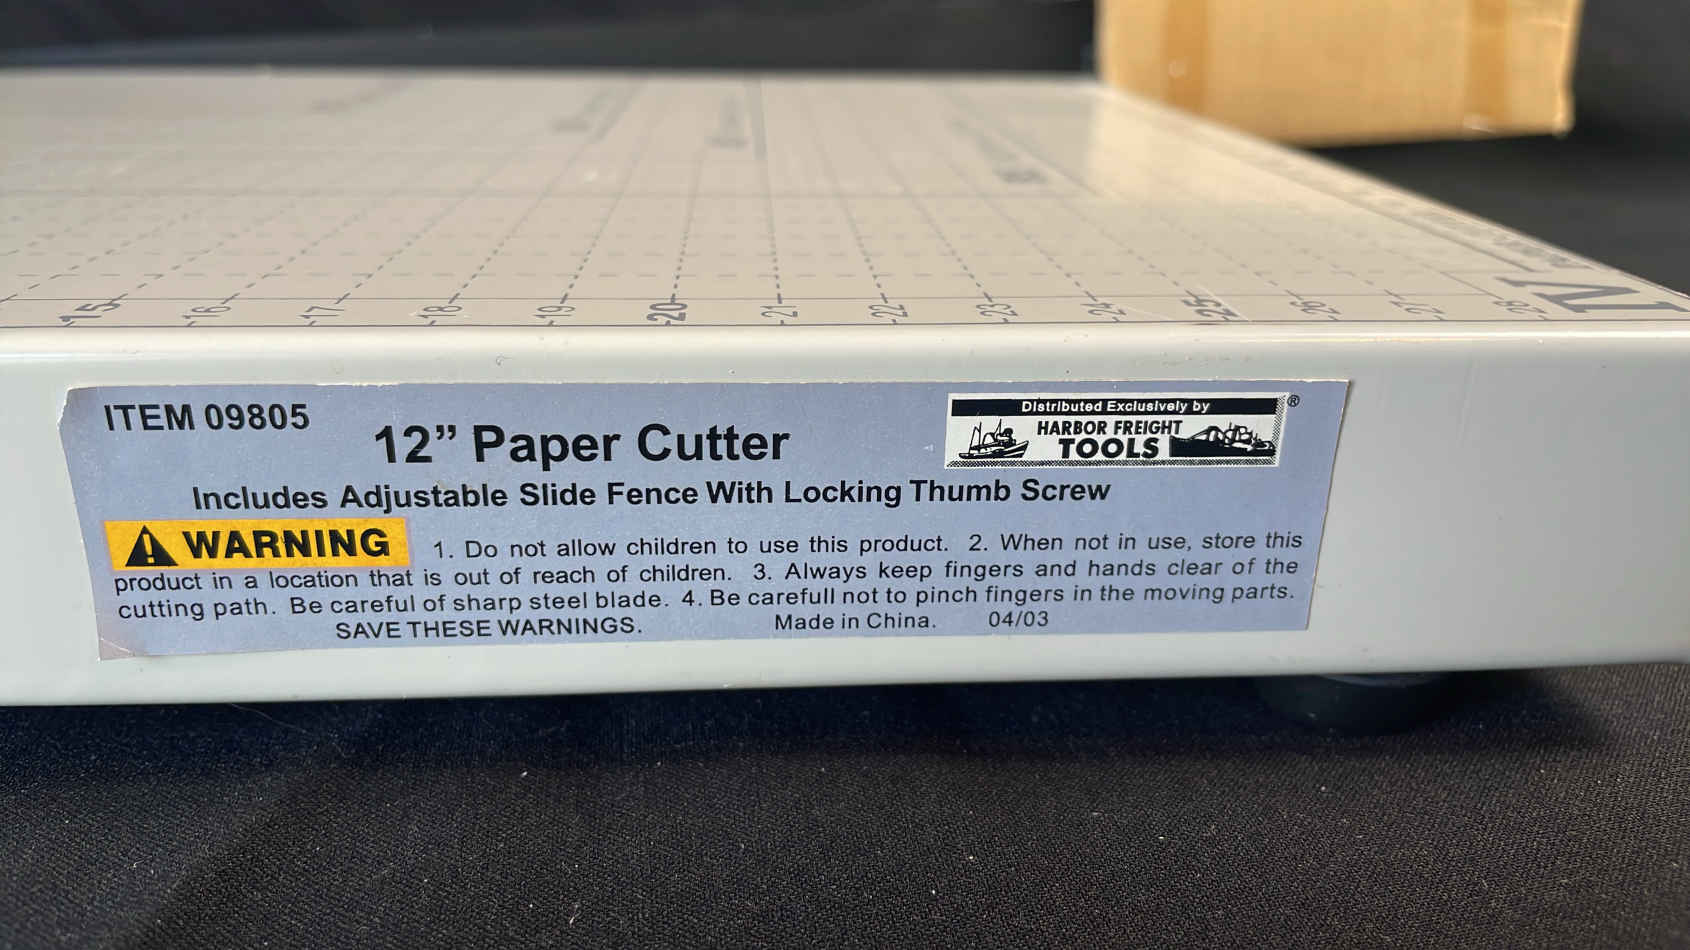 15 16 17 18 19 20 21 22 23 24 25 26 27 28
ITEM 09805
12” Paper Cutter
Distributed Exclusively by
HARBOR FREIGHT
TOOLS
®
Includes Adjustable Slide Fence With Locking Thumb Screw
WARNING 1. Do not allow children to use this product. 2. When not in use, store this
product in a location that is out of reach of children. 3. Always keep fingers and hands clear of the
cutting path. Be careful of sharp steel blade. 4. Be carefull not to pinch fingers in the moving parts.
SAVE THESE WARNINGS. Made in China. 04/03